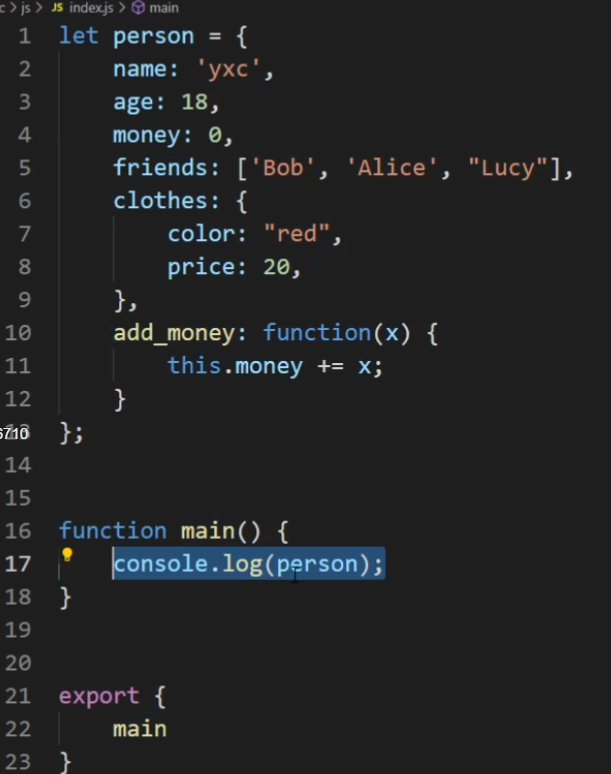 c > js > JS index.js > main
1 let person = {
2 name: 'yxc',
3 age: 18,
4 money: 0,
5 friends: ['Bob', 'Alice', "Lucy"],
6 clothes: {
7 color: "red",
8 price: 20,
9 },
10 add_money: function(x) {
11 this.money += x;
12 }
13 };
6710
14
15
16 function main() {
17 console.log(person);
18 }
19
20
21 export {
22 main
23 }